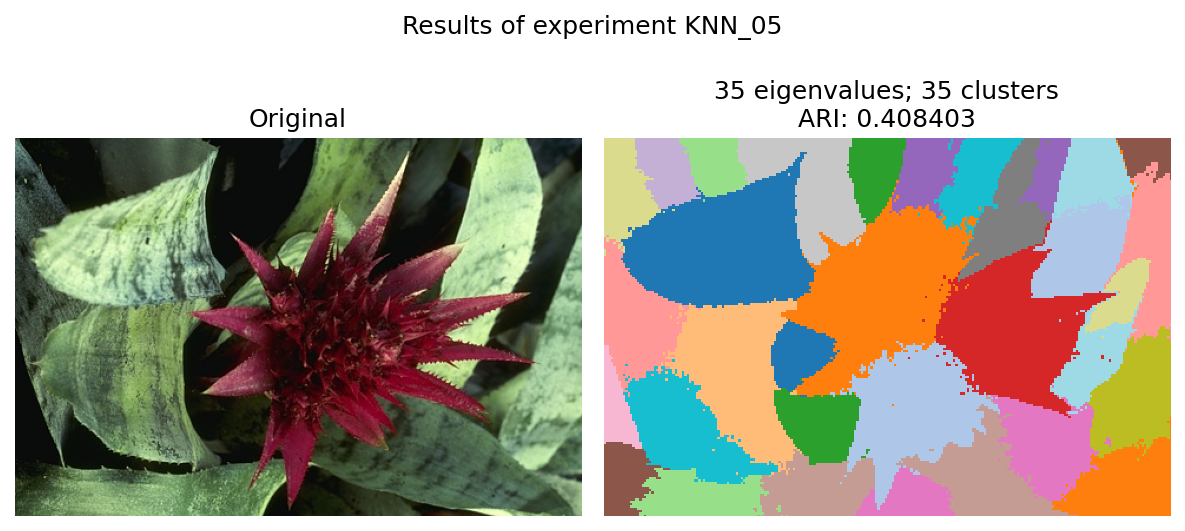 Results of experiment KNN_05
Original
35 eigenvalues; 35 clusters
ARI: 0.408403